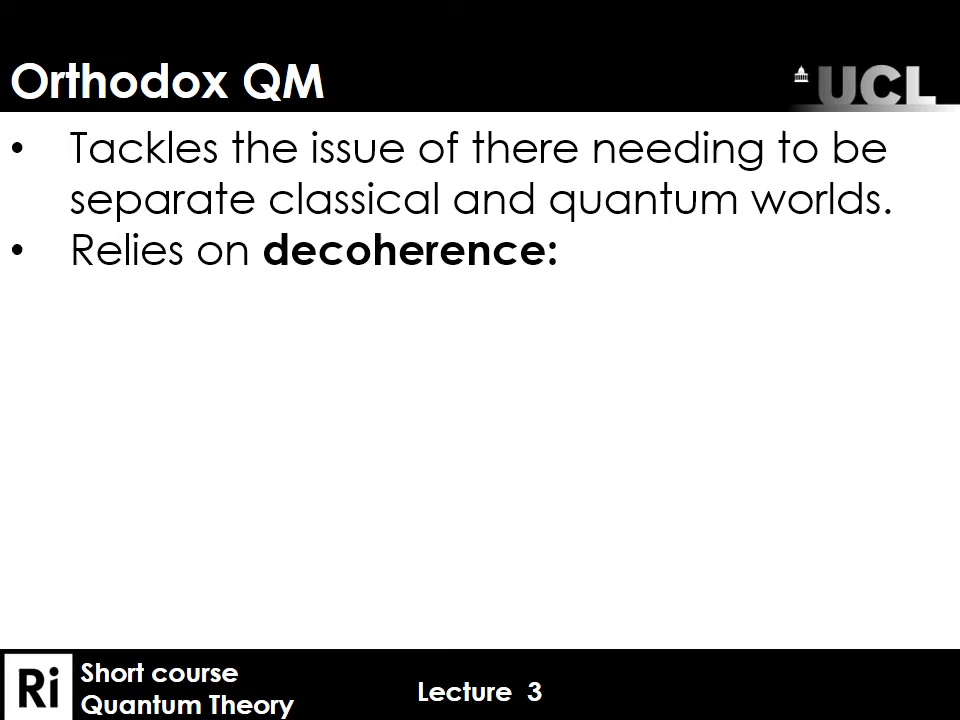 Orthodox QM
UCL
• Tackles the issue of there needing to be
separate classical and quantum worlds.
• Relies on decoherence:
Ri
Short course
Quantum Theory
Lecture 3